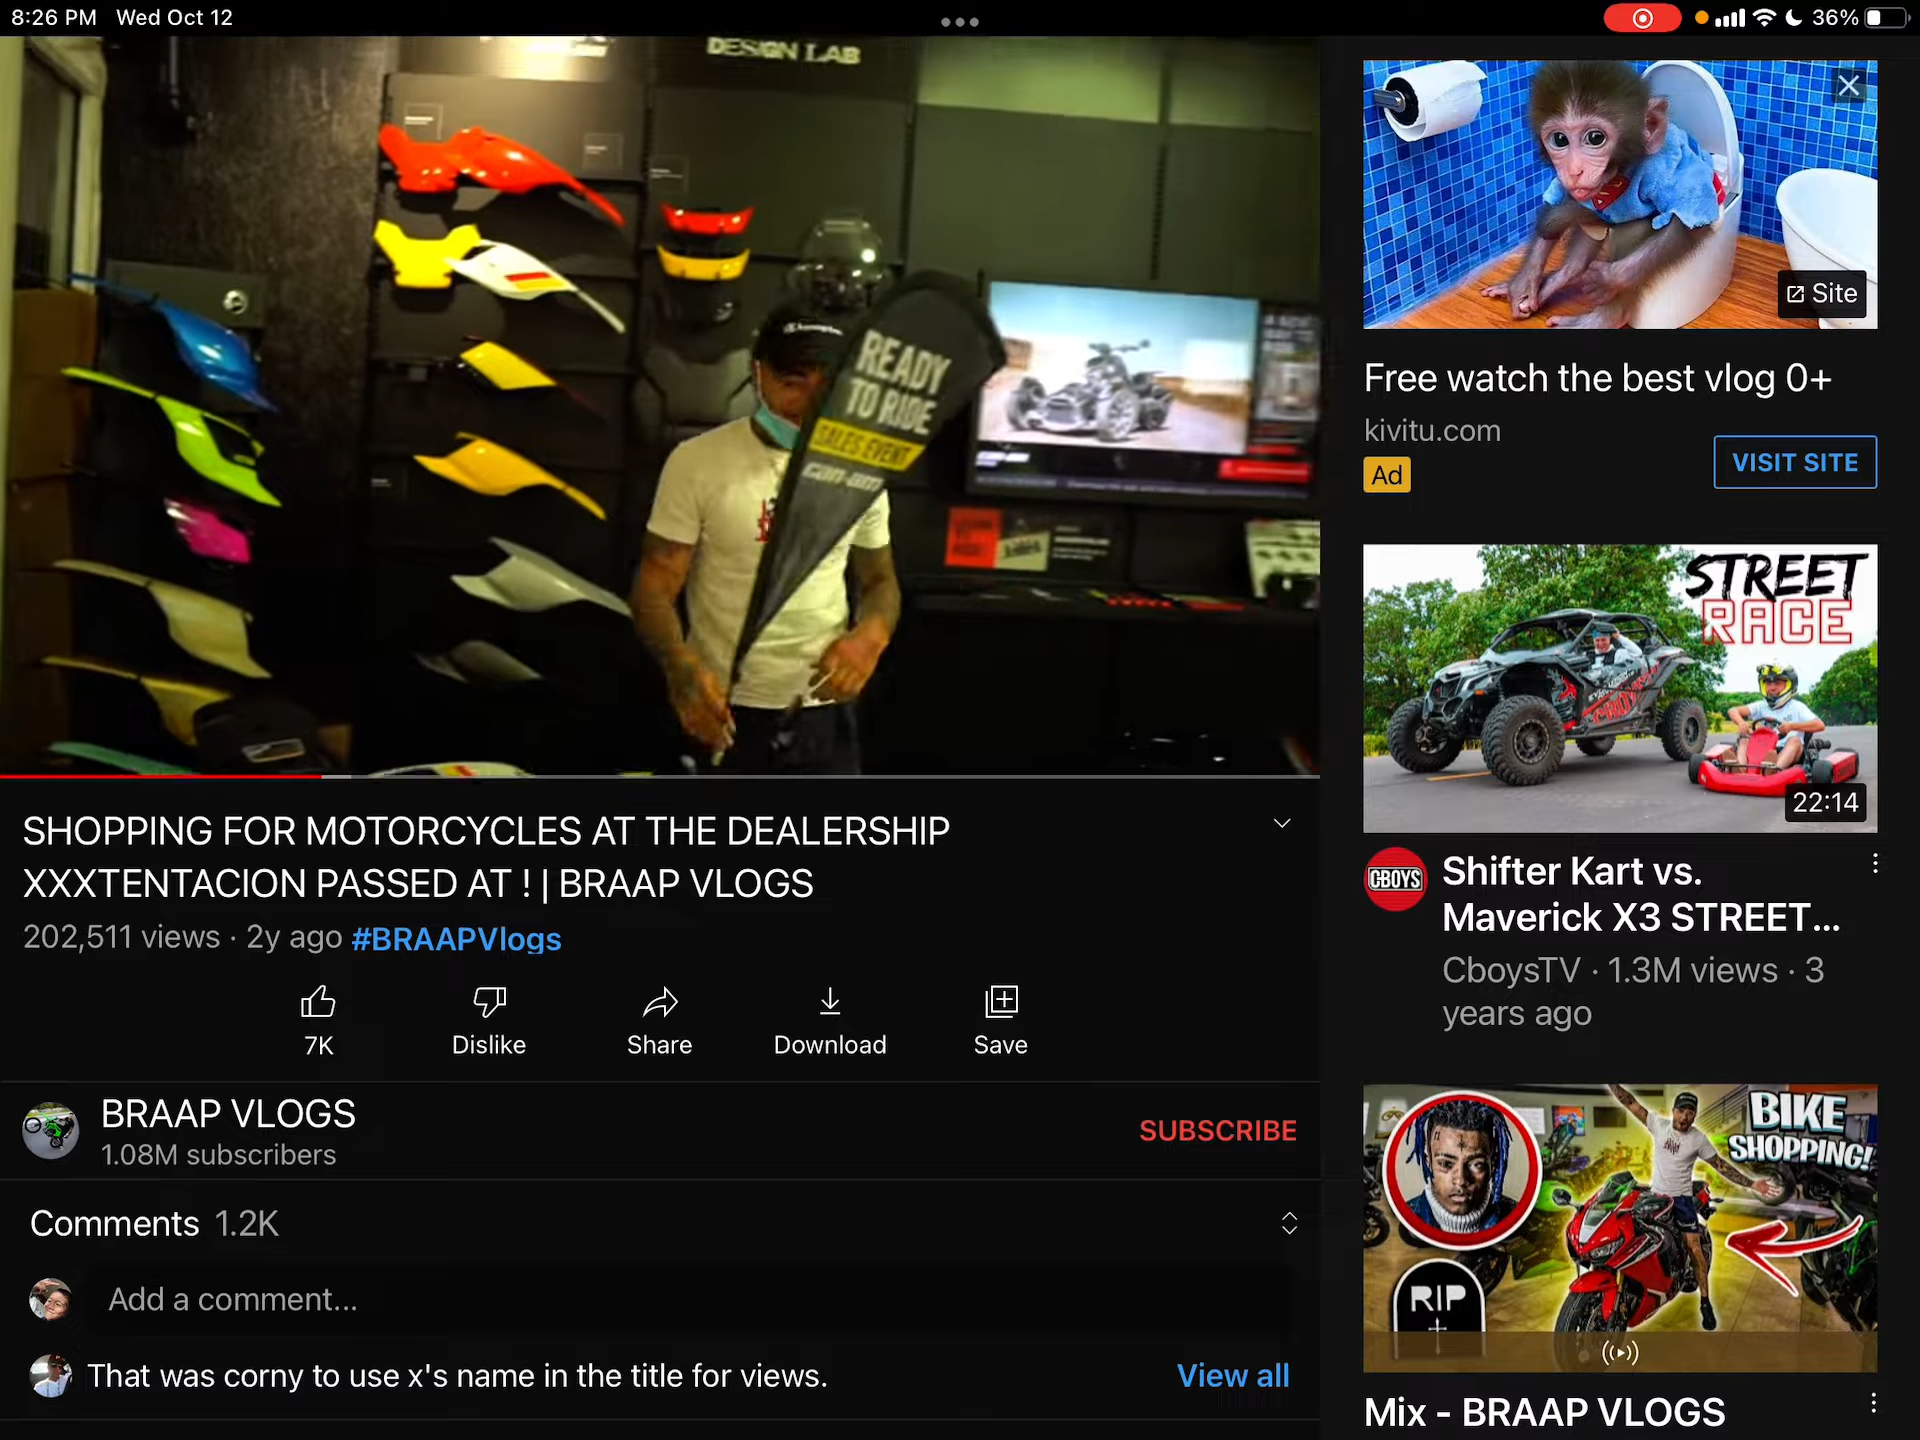 8:26 PM Wed Oct 12
36%
DESIGN LAB
READY
TO RIDE
SALES EVENT
can-am
Site
Free watch the best vlog 0+
kivitu.com
Ad
VISIT SITE
STREET
RACE
22:14
CBOYS
Shifter Kart vs.
Maverick X3 STREET...
CboysTV · 1.3M views · 3
years ago
BIKE
SHOPPING!
RIP
Mix - BRAAP VLOGS
SHOPPING FOR MOTORCYCLES AT THE DEALERSHIP
XXXTENTACION PASSED AT ! | BRAAP VLOGS
202,511 views · 2y ago #BRAAPVlogs
7K
Dislike
Share
Download
Save
BRAAP VLOGS
1.08M subscribers
SUBSCRIBE
Comments 1.2K
Add a comment...
That was corny to use x's name in the title for views.
View all